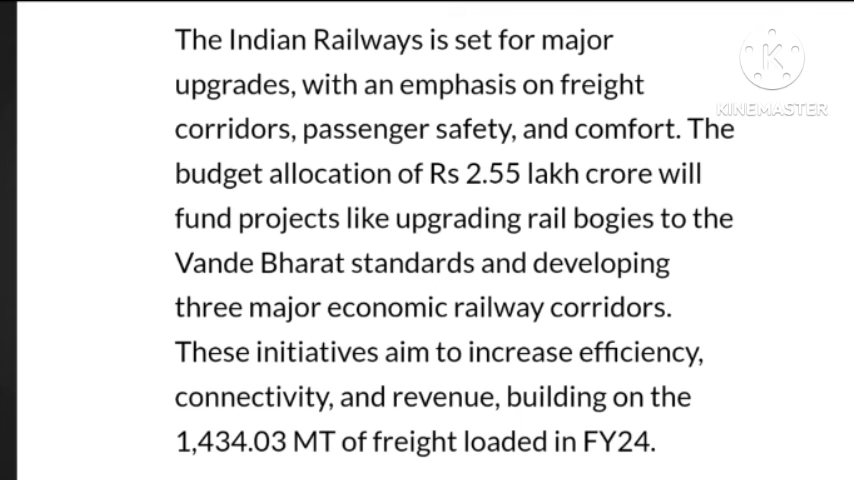 The Indian Railways is set for major
upgrades, with an emphasis on freight
corridors, passenger safety, and comfort. The
budget allocation of Rs 2.55 lakh crore will
fund projects like upgrading rail bogies to the
Vande Bharat standards and developing
three major economic railway corridors.
These initiatives aim to increase efficiency,
connectivity, and revenue, building on the
1,434.03 MT of freight loaded in FY24.
K
KINEMASTER